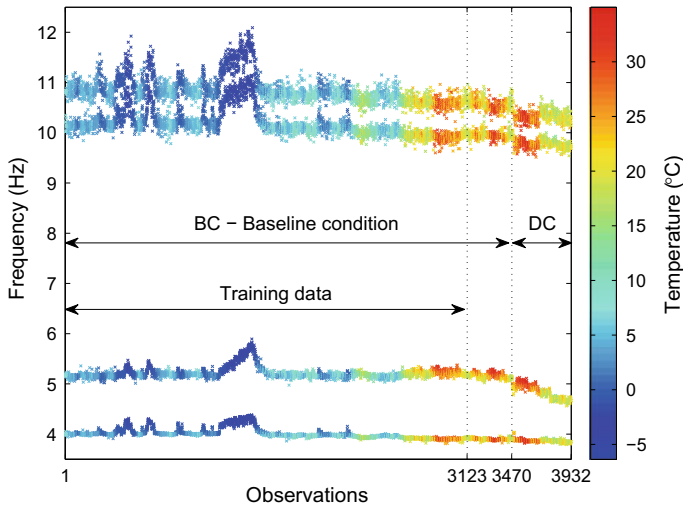 12
11
10
9
8
7
6
5
4
Frequency (Hz)
BC − Baseline condition
DC
Training data
1
3123 3470 3932
Observations
30
25
20
15
10
5
0
−5
Temperature (°C)